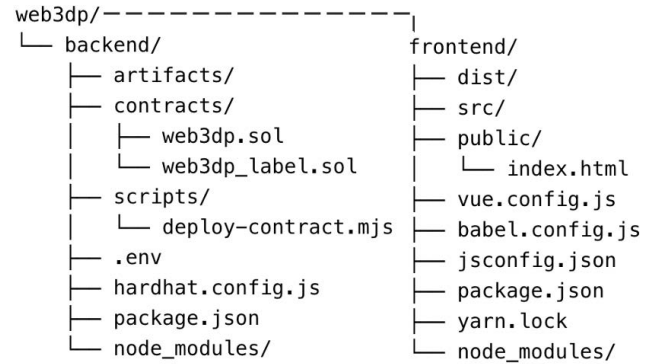 web3dp/
backend/
artifacts/
contracts/
web3dp.sol
web3dp_label.sol
scripts/
deploy-contract.mjs
.env
hardhat.config.js
package.json
node_modules/
frontend/
dist/
src/
public/
index.html
vue.config.js
babel.config.js
jsconfig.json
package.json
yarn.lock
node_modules/